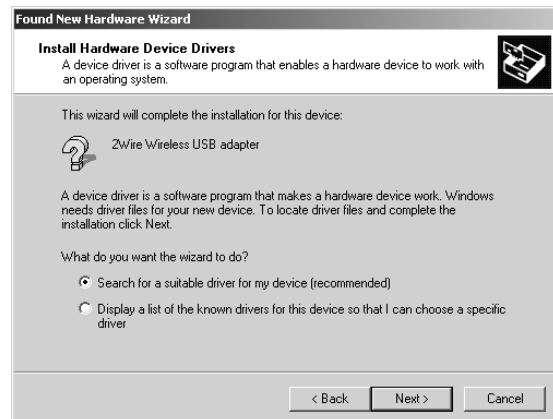 Found New Hardware Wizard
Install Hardware Device Drivers
A device driver is a software program that enables a hardware device to work with
an operating system.
This wizard will complete the installation for this device:
2Wire Wireless USB adapter
A device driver is a software program that makes a hardware device work. Windows
needs driver files for your new device. To locate driver files and complete the
installation click Next.
What do you want the wizard to do?
Search for a suitable driver for my device (recommended)
Display a list of the known drivers for this device so that I can choose a specific
driver
< Back Next > Cancel